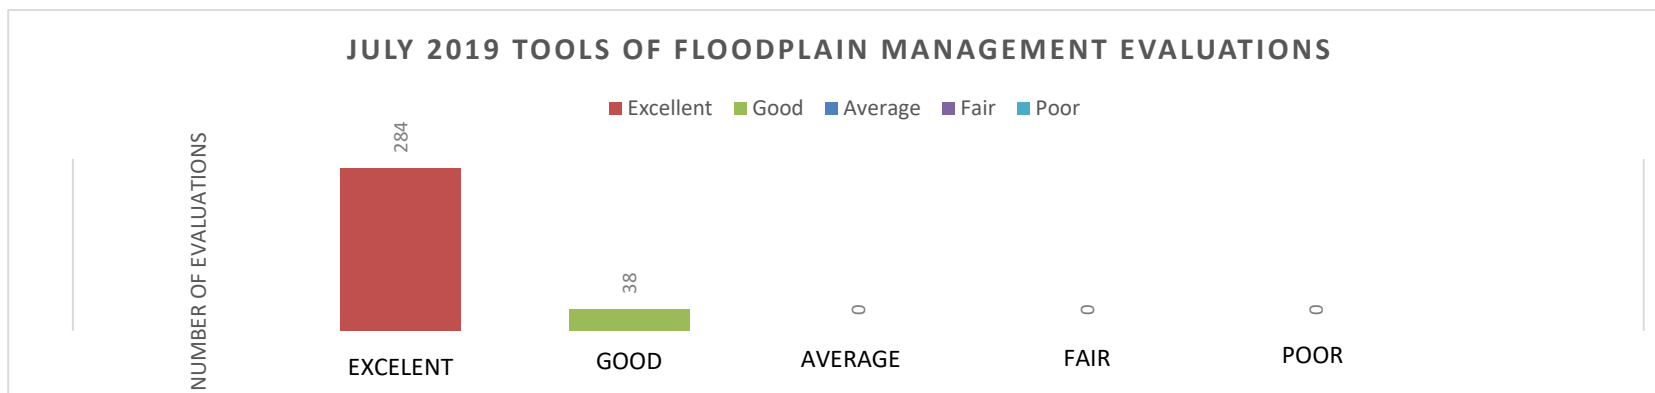 JULY 2019 TOOLS OF FLOODPLAIN MANAGEMENT EVALUATIONS
Excellent Good Average Fair Poor
NUMBER OF EVALUATIONS
284
38
0
0
0
EXCELENT
GOOD
AVERAGE
FAIR
POOR